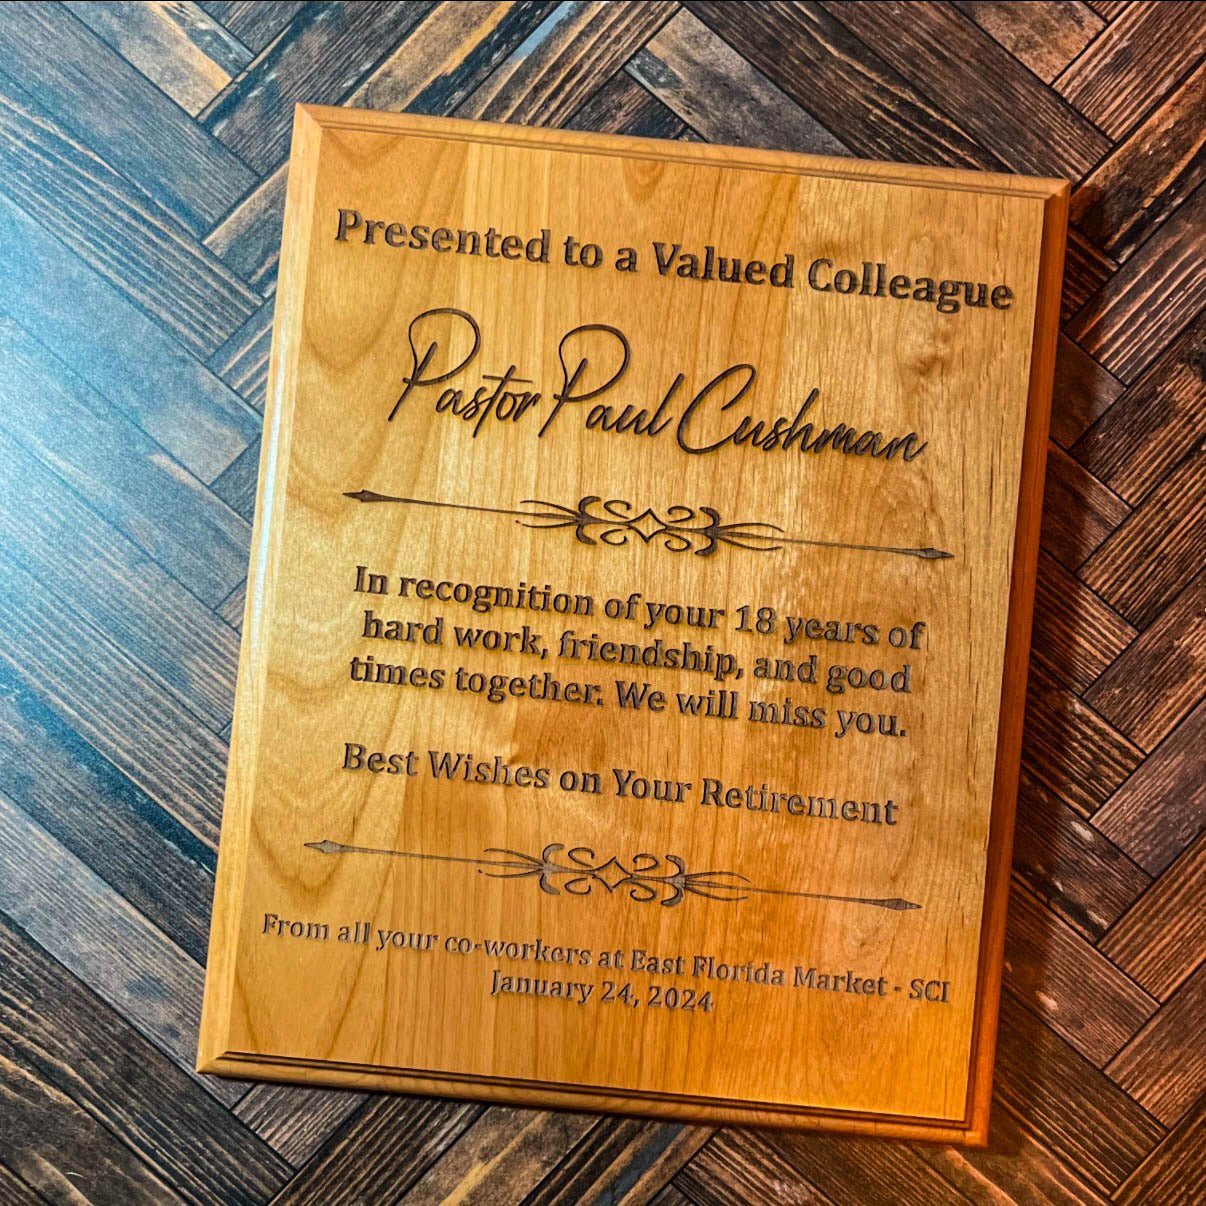 Presented to a Valued Colleague
Pastor Paul Cushman
In recognition of your 18 years of
hard work, friendship, and good
times together. We will miss you.
Best Wishes on Your Retirement
From all your co-workers at East Florida Market - SCI
January 24, 2024